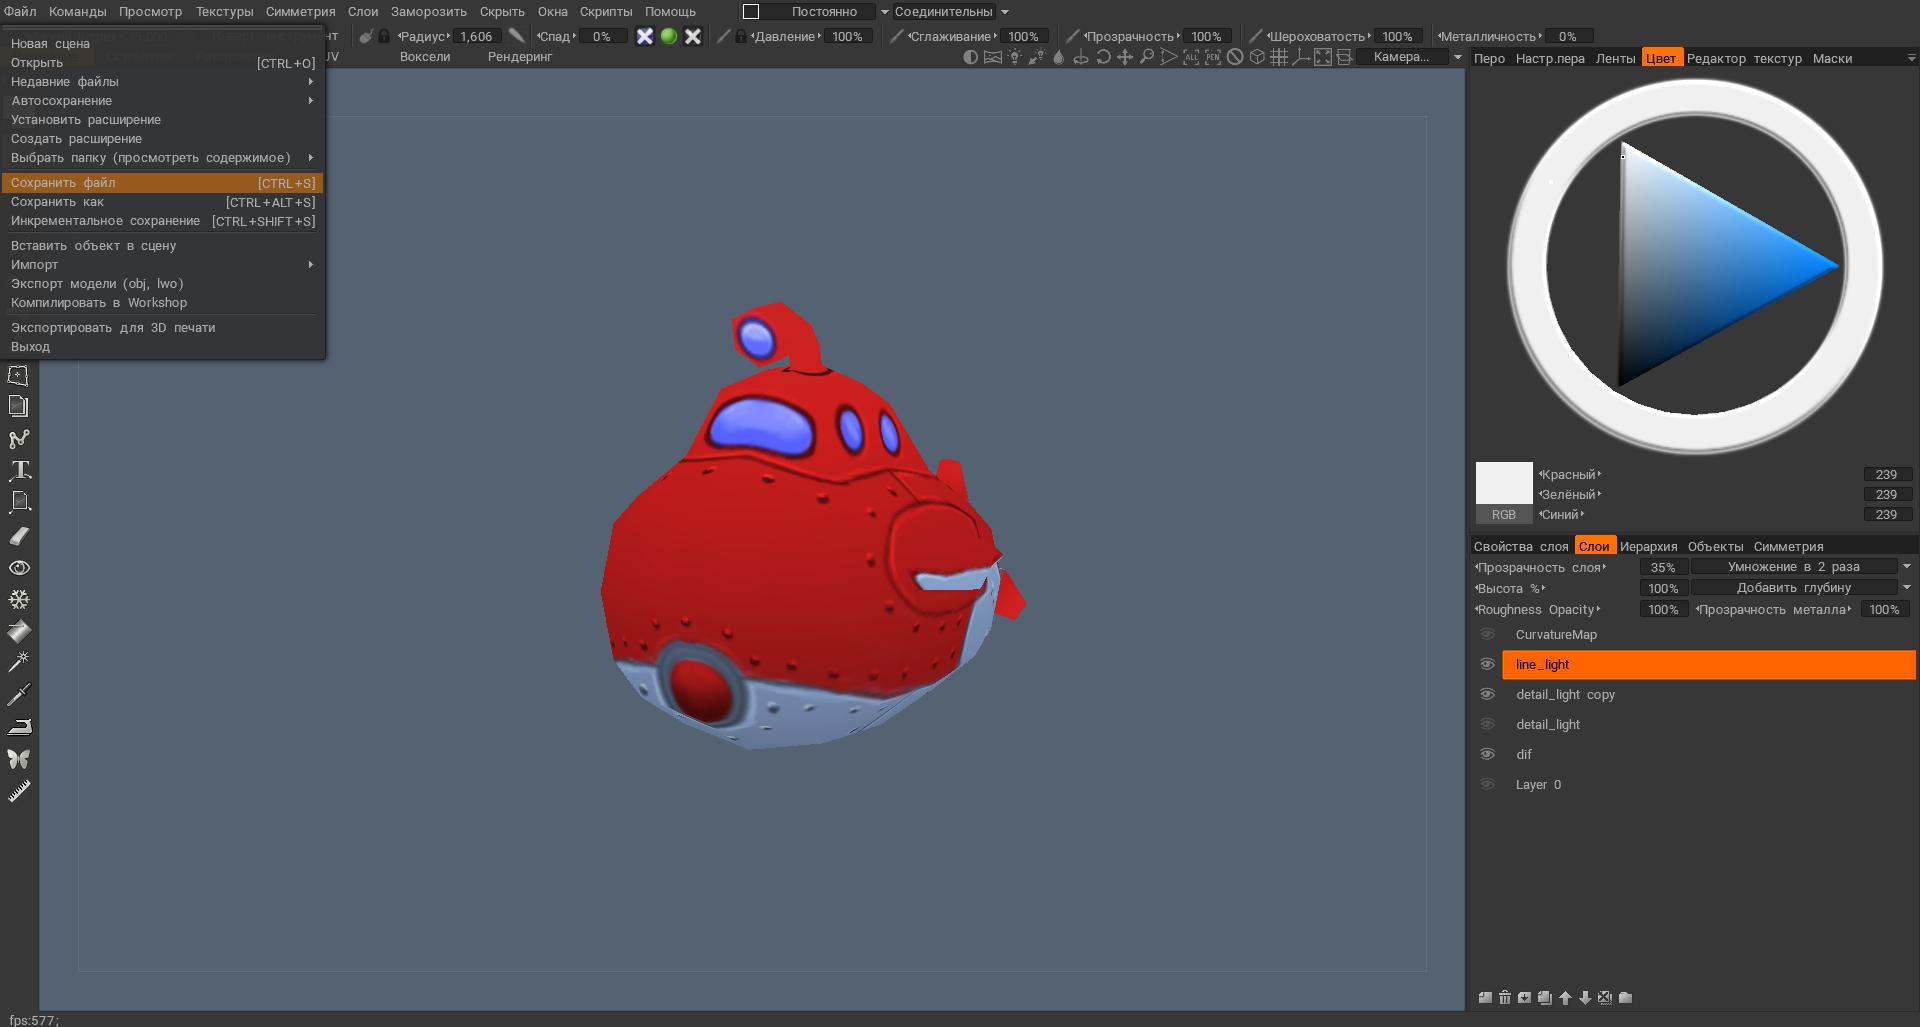 Файл Команды Просмотр Текстуры Симметрия Слои Заморозить Скрыть Окна Скрипты Помощь Постоянно Соединительны
Радиус 1,606 Спад 0% Давление 100% Сглаживание 100% Прозрачность 100% Шероховатость 100% Металличность 0%
Воксели Рендеринг ALL PEN Камера...
Новая сцена
Открыть [CTRL+O]
Недавние файлы
Автосохранение
Установить расширение
Создать расширение
Выбрать папку (просмотреть содержимое)
Сохранить файл [CTRL+S]
Сохранить как [CTRL+ALT+S]
Инкрементальное сохранение [CTRL+SHIFT+S]
Вставить объект в сцену
Импорт
Экспорт модели (obj, lwo)
Компилировать в Workshop
Экспортировать для 3D печати
Выход
Перо Настр.пера Ленты Цвет Редактор текстур Маски
Красный 239
Зелёный 239
RGB Синий 239
Свойства слоя Слои Иерархия Объекты Симметрия
Прозрачность слоя 35% Умножение в 2 раза
Высота % 100% Добавить глубину
Roughness Opacity 100% Прозрачность металла 100%
CurvatureMap
line_light
detail_light copy
detail_light
dif
Layer 0
fps:577;